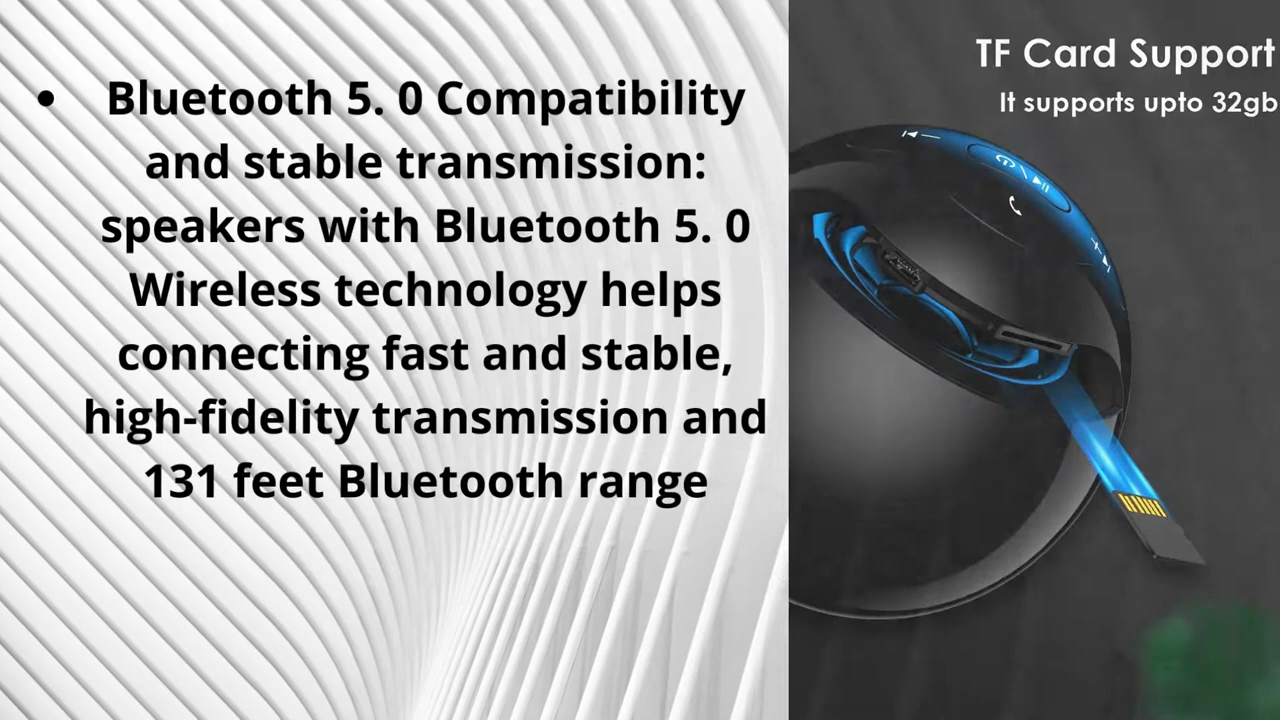 • Bluetooth 5. 0 Compatibility
and stable transmission:
speakers with Bluetooth 5. 0
Wireless technology helps
connecting fast and stable,
high-fidelity transmission and
131 feet Bluetooth range
TF Card Support
It supports upto 32gb